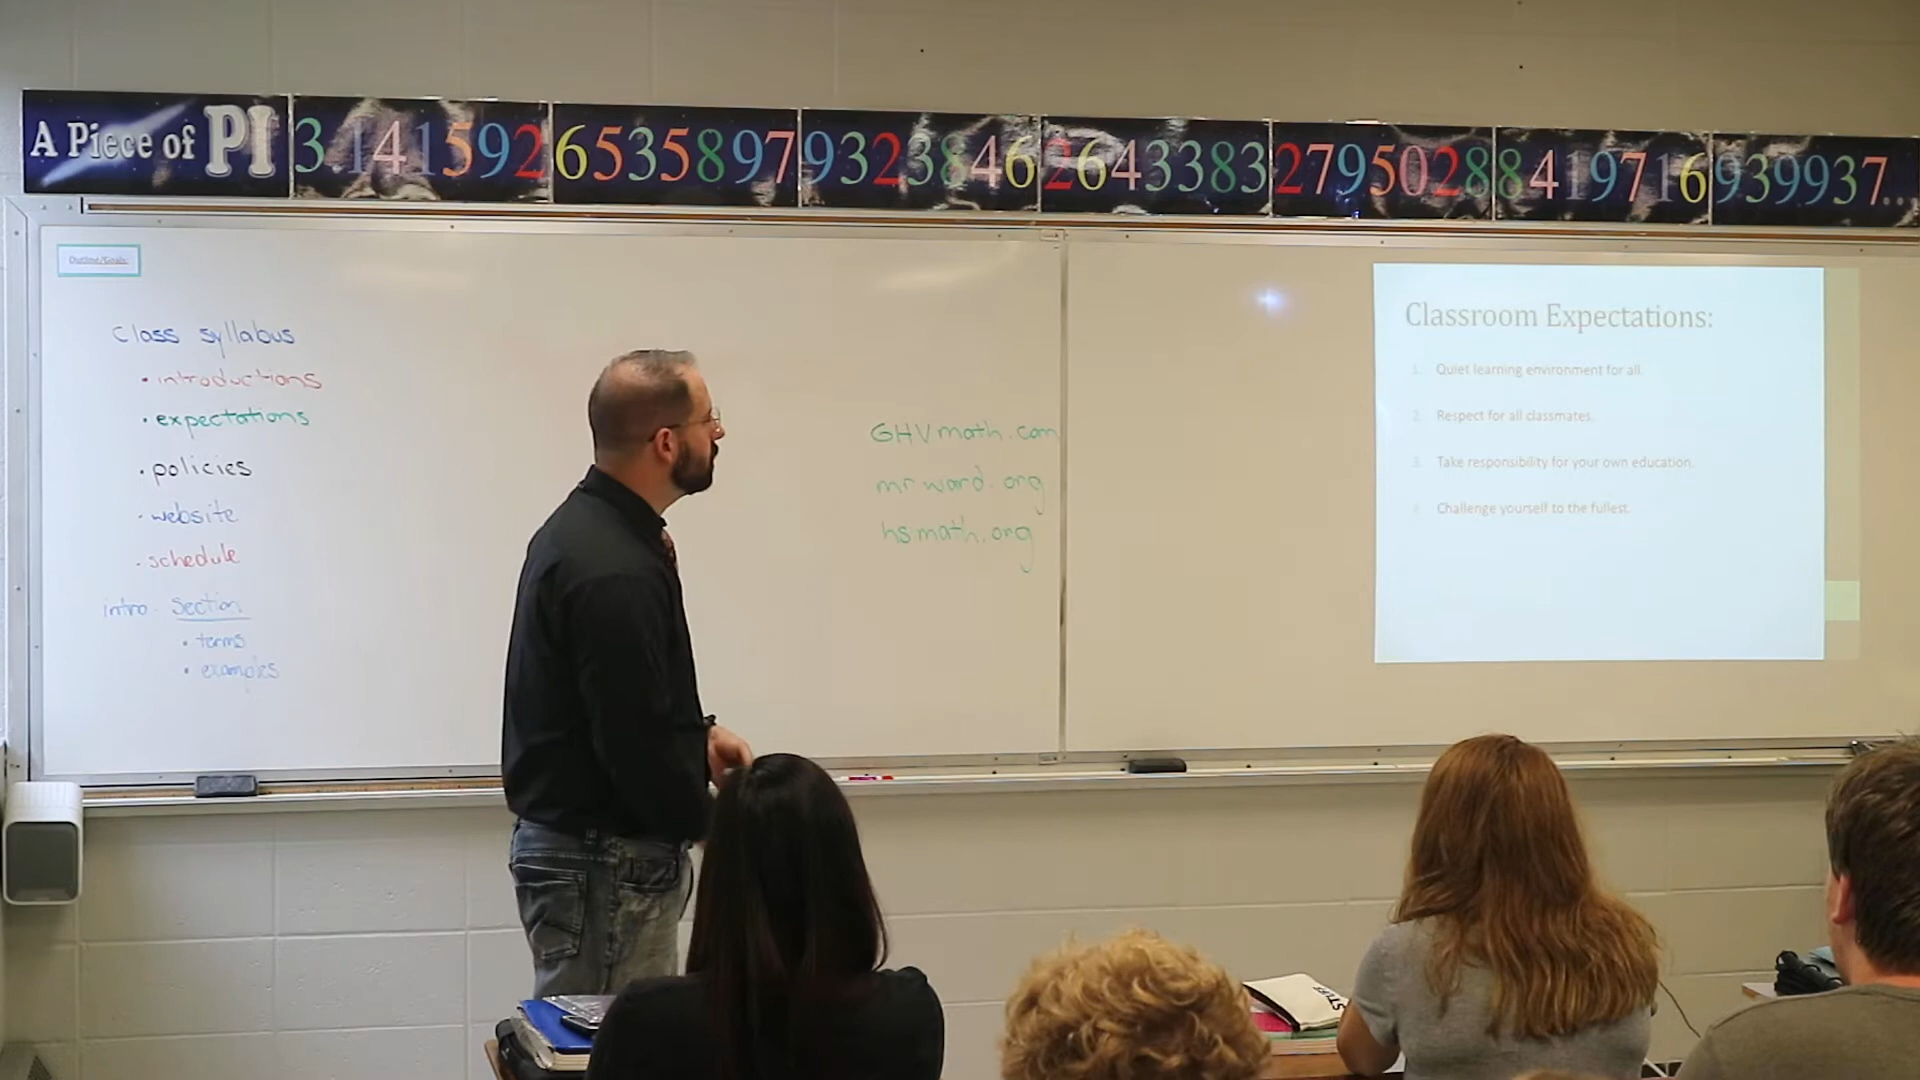 A Piece of PI 3.14159265358979323846264338327950288419716939937...
Outline/Goals:
Class syllabus
• introductions
• expectations
• policies
• website
• schedule
intro. Section
• terms
• examples
GHVmath.com
mrward.org
hsmath.org
Classroom Expectations:
1. Quiet learning environment for all.
2. Respect for all classmates.
3. Take responsibility for your own education.
4. Challenge yourself to the fullest.
STUFF